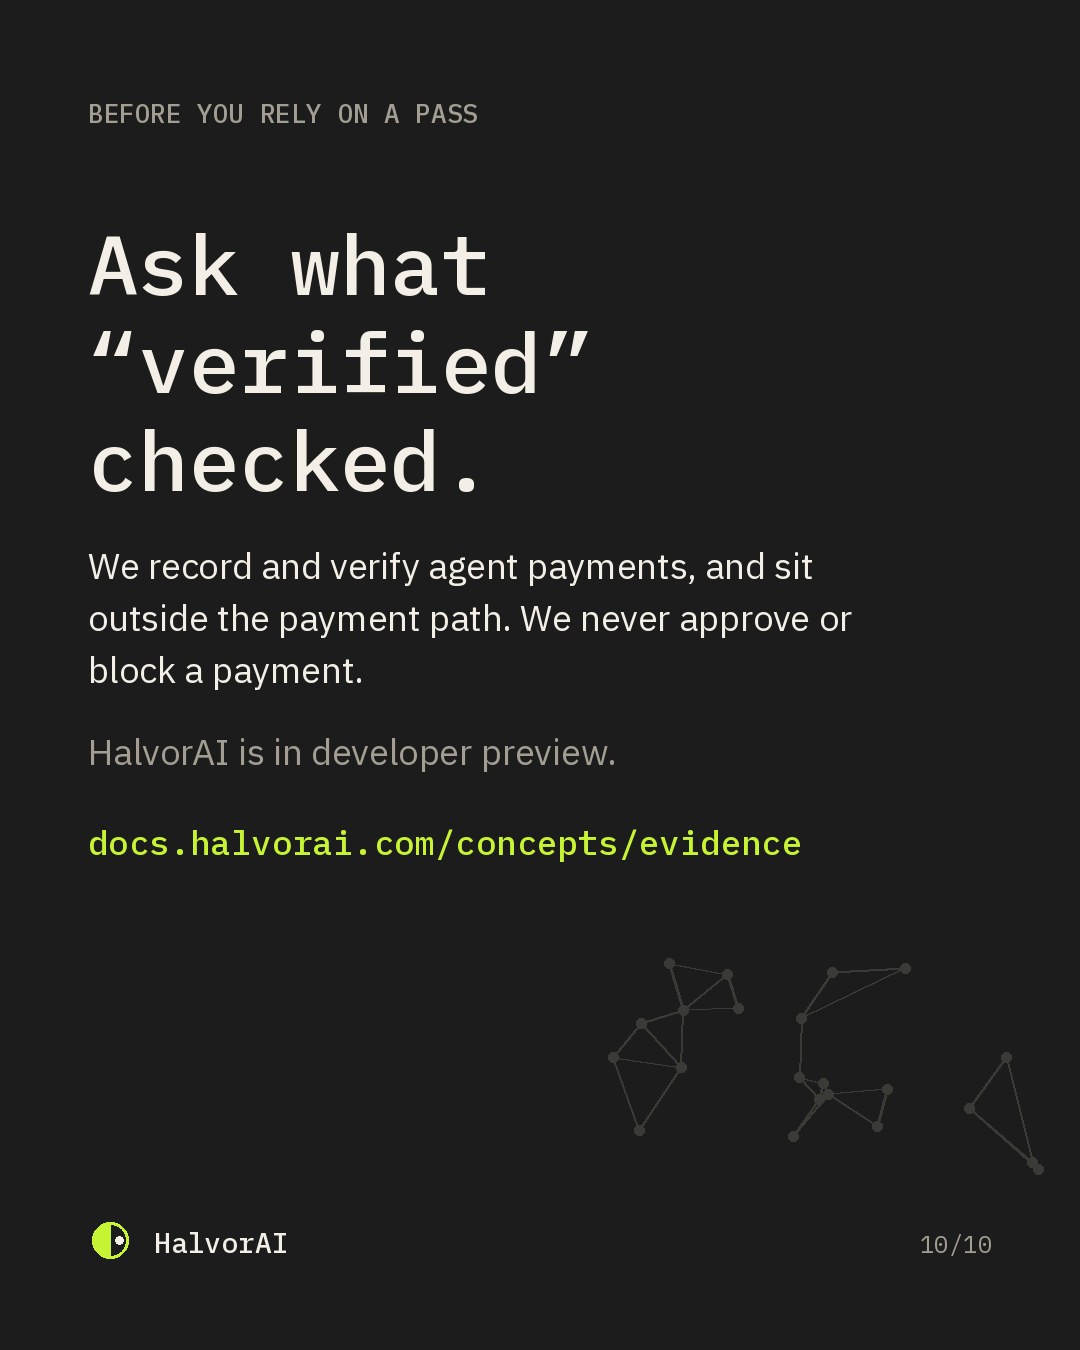 BEFORE YOU RELY ON A PASS
Ask what
“verified”
checked.
We record and verify agent payments, and sit
outside the payment path. We never approve or
block a payment.
HalvorAI is in developer preview.
docs.halvorai.com/concepts/evidence
HalvorAI
10/10